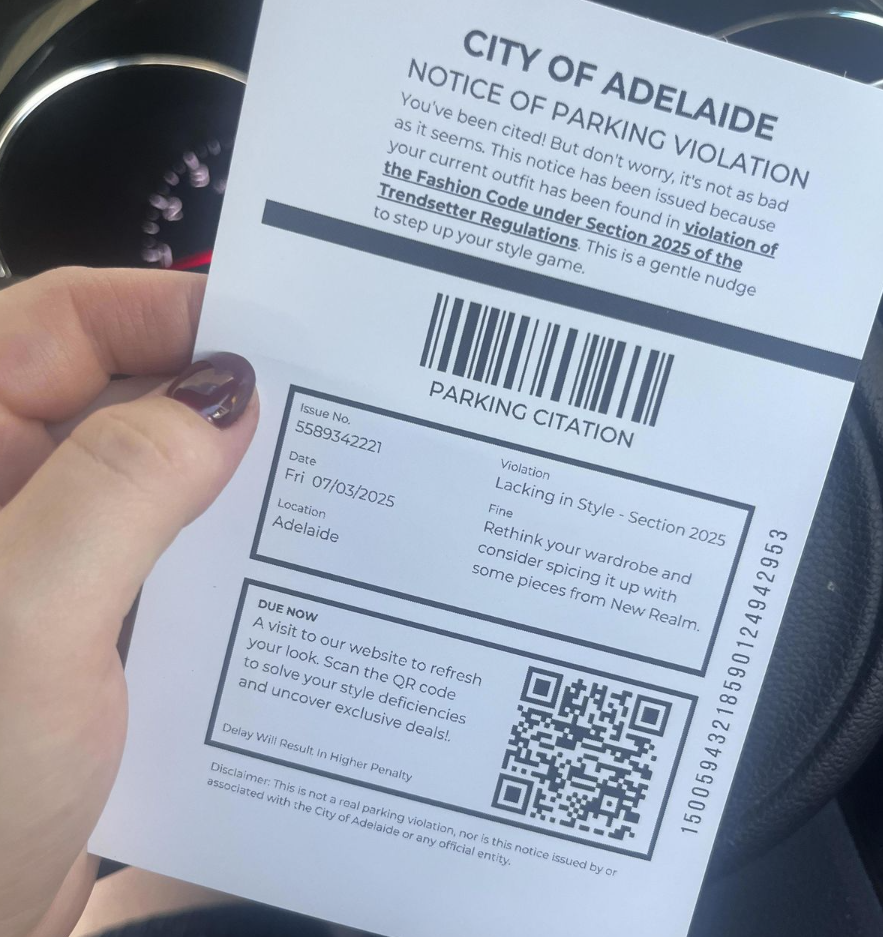 CITY OF ADELAIDE
NOTICE OF PARKING VIOLATION
You've been cited! But don't worry, it's not as bad
as it seems. This notice has been issued because
your current outfit has been found in violation of
the Fashion Code under Section 2025 of the
Trendsetter Regulations. This is a gentle nudge
to step up your style game.
PARKING CITATION
Issue No.
5589342221
Date
Fri 07/03/2025
Location
Adelaide
Violation
Lacking in Style - Section 2025
Fine
Rethink your wardrobe and
consider spicing it up with
some pieces from New Realm.
DUE NOW
A visit to our website to refresh
your look. Scan the QR code
to solve your style deficiencies
and uncover exclusive deals!.
Delay Will Result In Higher Penalty
15005943218590124942953
Disclaimer: This is not a real parking violation, nor is this notice issued by or
associated with the City of Adelaide or any official entity.